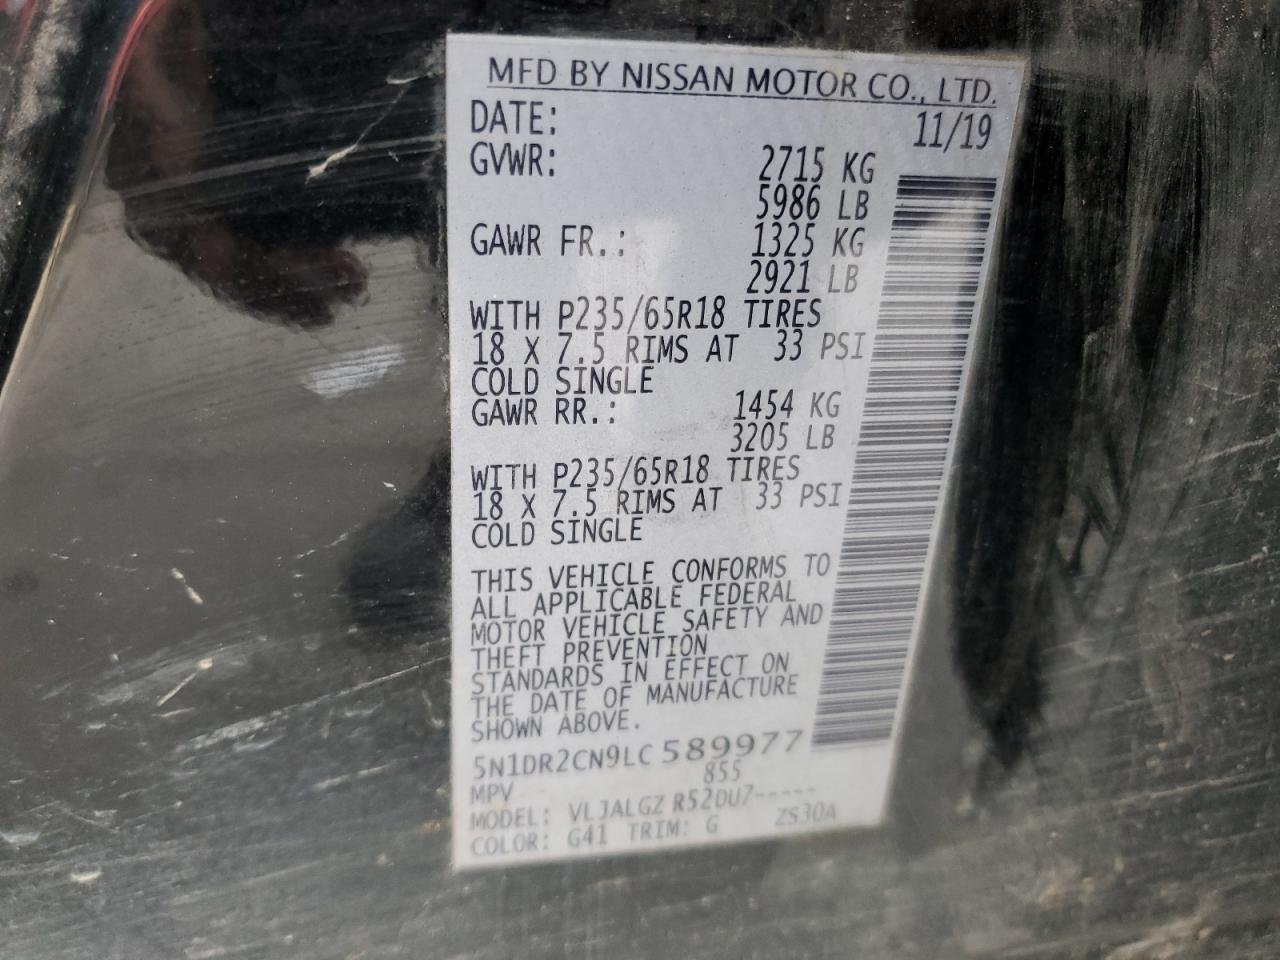 MFD BY NISSAN MOTOR CO., LTD.
DATE: 11/19
GVWR: 2715 KG
5986 LB
GAWR FR.: 1325 KG
2921 LB
WITH P235/65R18 TIRES
18 X 7.5 RIMS AT 33 PSI
COLD SINGLE
GAWR RR.: 1454 KG
3205 LB
WITH P235/65R18 TIRES
18 X 7.5 RIMS AT 33 PSI
COLD SINGLE
THIS VEHICLE CONFORMS TO
ALL APPLICABLE FEDERAL
MOTOR VEHICLE SAFETY AND
THEFT PREVENTION
STANDARDS IN EFFECT ON
THE DATE OF MANUFACTURE
SHOWN ABOVE.
5N1DR2CN9LC589977
MPV 855
MODEL: VLJALGZ R52DU7-----
COLOR: G41 TRIM: G ZS30A